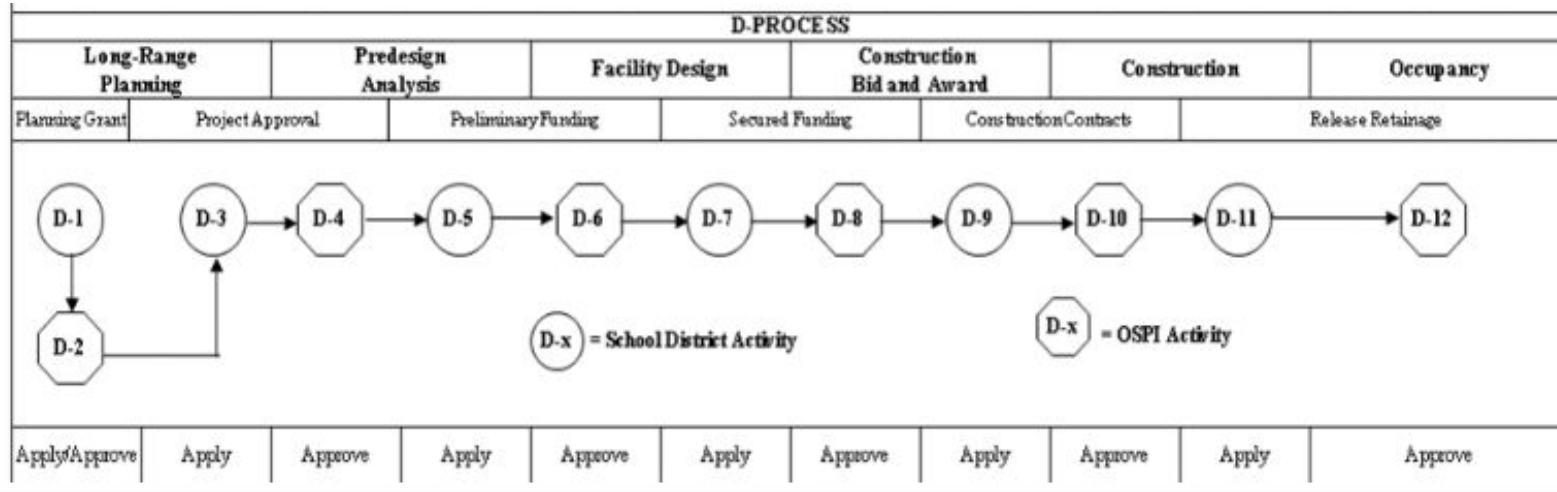 D-PROCESS
Long-Range
Planning
Predesign
Analysis
Facility Design
Construction
Bid and Award
Construction
Occupancy
Planning Grant
Project Approval
Preliminary Funding
Secured Funding
Construction Contracts
Release Retainage
D-1
D-3
D-4
D-5
D-6
D-7
D-8
D-9
D-10
D-11
D-12
D-2
D-x = School District Activity
D-x = OSPI Activity
Apply/Approve
Apply
Approve
Apply
Approve
Apply
Approve
Apply
Approve
Apply
Approve